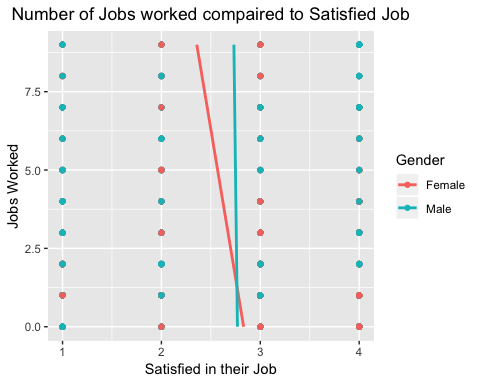 Number of Jobs worked compaired to Satisfied Job
7.5
5.0
2.5
0.0
Jobs Worked
1 2 3 4
Satisfied in their Job
Gender
Female
Male